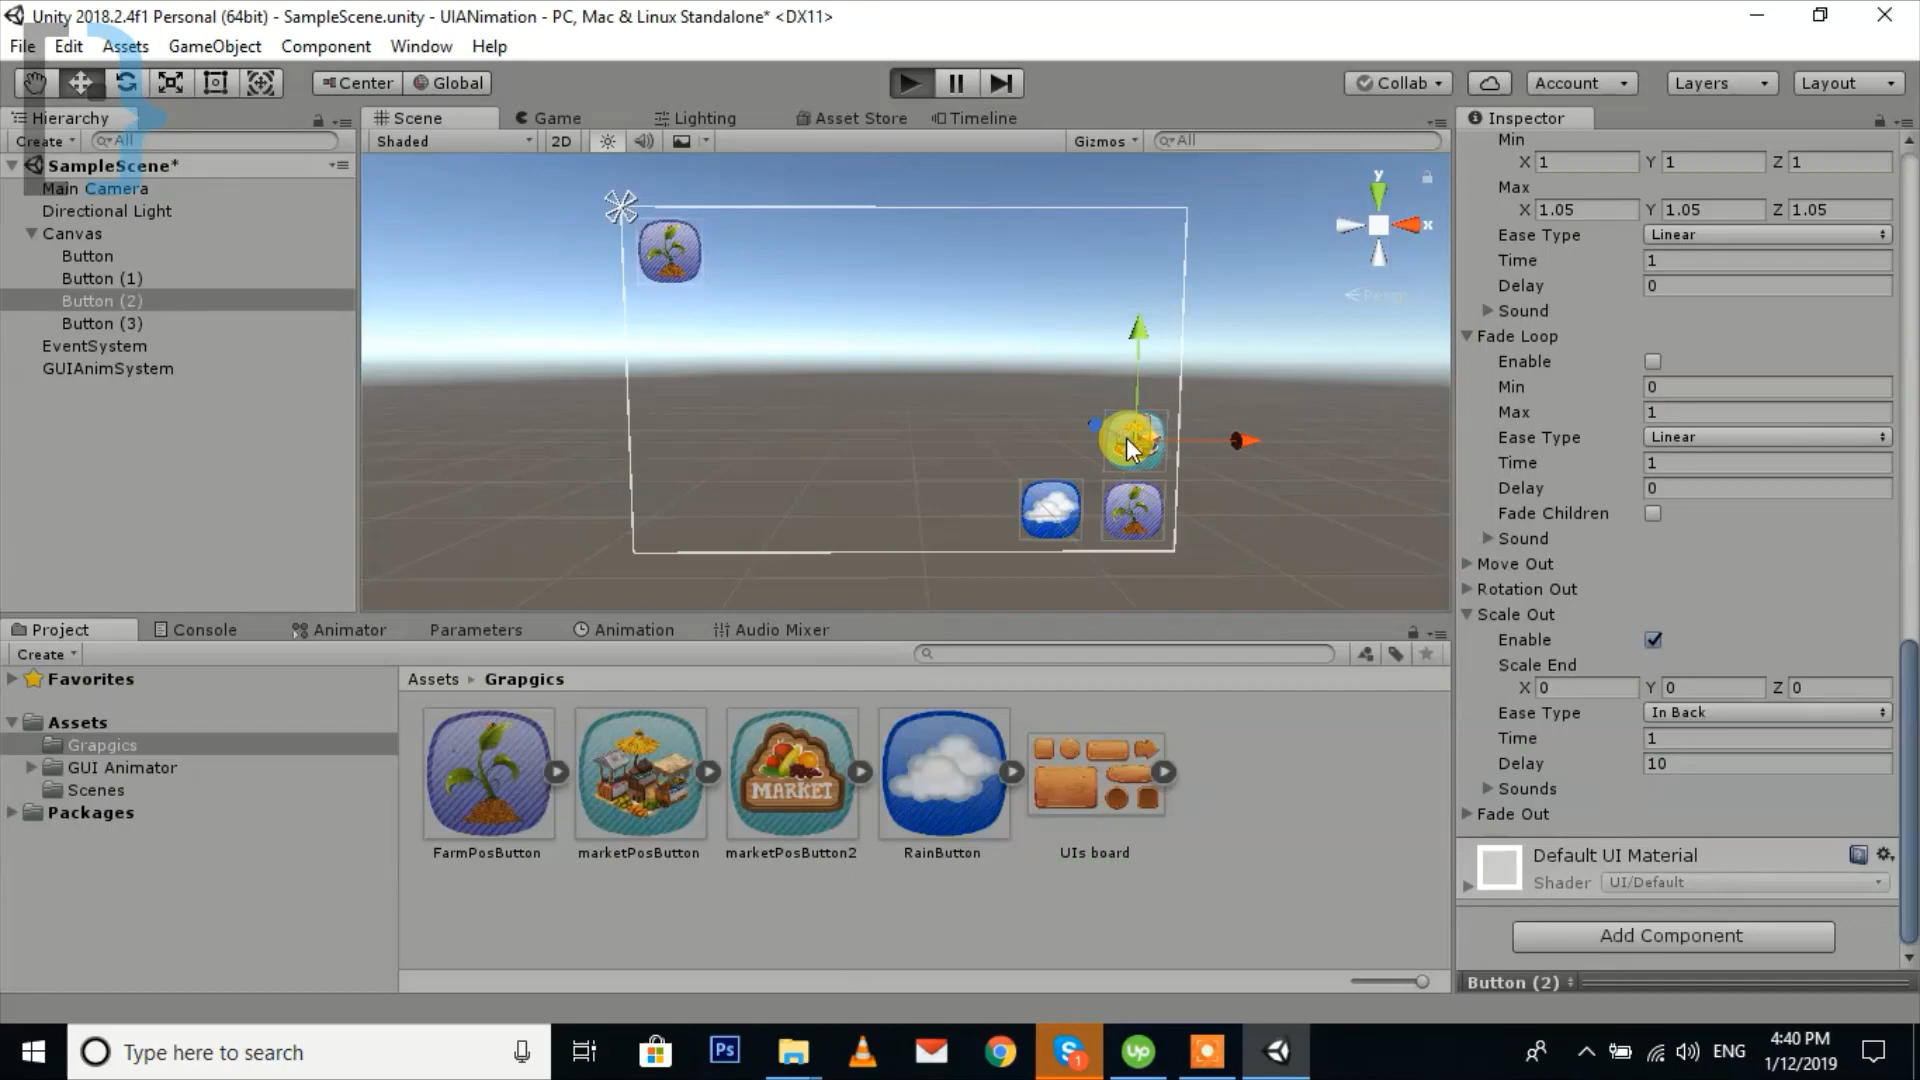 Unity 2018.2.4f1 Personal (64bit) - SampleScene.unity - UIANimation - PC, Mac & Linux Standalone* <DX11>
File Edit Assets GameObject Component Window Help
Center Global Collab Account Layers Layout
Hierarchy Scene Game Lighting Asset Store Timeline Inspector
Create All Shaded 2D Gizmos All
SampleScene*
Main Camera
Directional Light
Canvas
Button
Button (1)
Button (2)
Button (3)
EventSystem
GUIAnimSystem
y
x
Persp
Min
X 1 Y 1 Z 1
Max
X 1.05 Y 1.05 Z 1.05
Ease Type Linear
Time 1
Delay 0
Sound
Fade Loop
Enable
Min 0
Max 1
Ease Type Linear
Time 1
Delay 0
Fade Children
Sound
Move Out
Rotation Out
Scale Out
Enable
Scale End
X 0 Y 0 Z 0
Ease Type In Back
Time 1
Delay 10
Sounds
Fade Out
Default UI Material
Shader UI/Default
Add Component
Button (2)
Project Console Animator Parameters Animation Audio Mixer
Create
Favorites
Assets
Grapgics
GUI Animator
Scenes
Packages
Assets Grapgics
MARKET
FarmPosButton marketPosButton marketPosButton2 RainButton UIs board
Type here to search
Ps
S 1
up
ENG
4:40 PM
1/12/2019